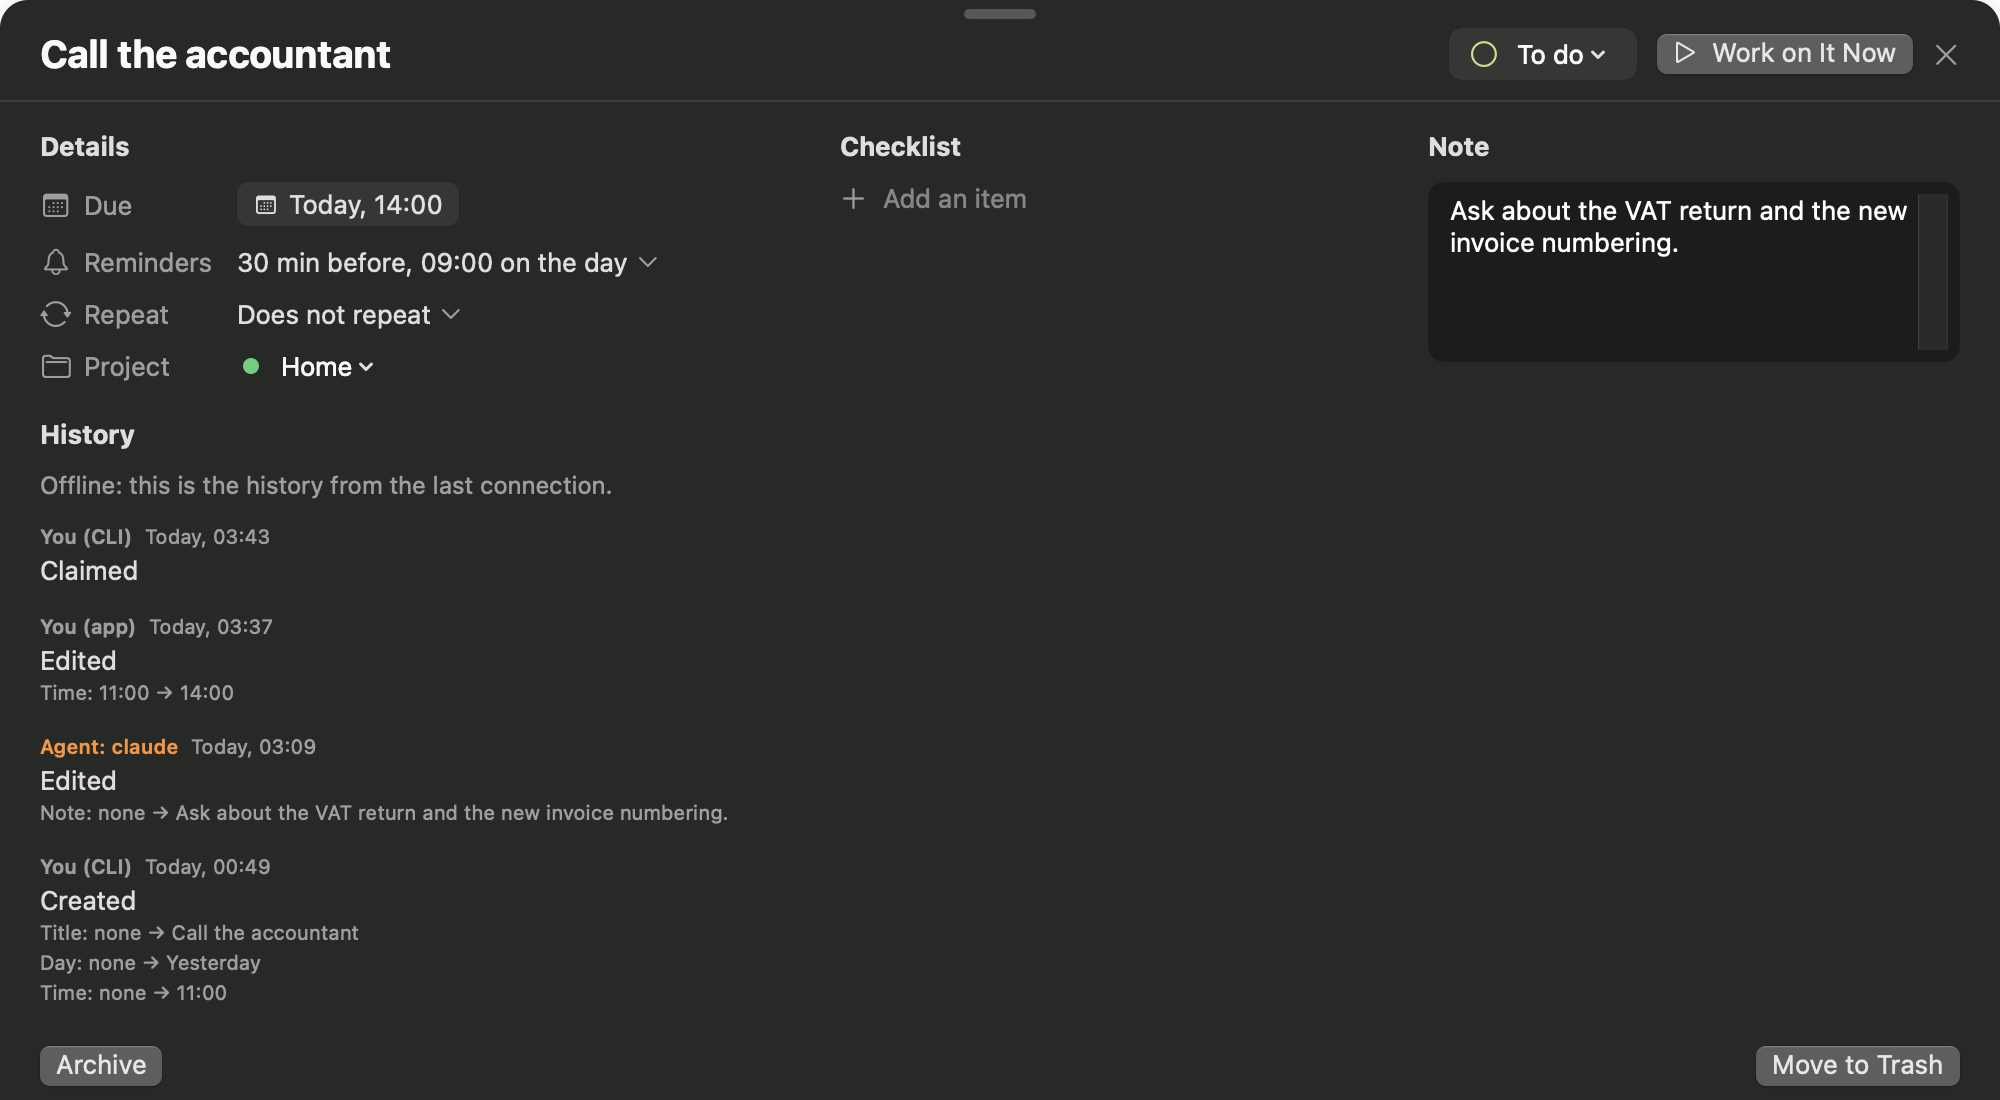 Call the accountant
To do
Work on It Now
Details
Due
Today, 14:00
Reminders
30 min before, 09:00 on the day
Repeat
Does not repeat
Project
Home
Checklist
Add an item
Note
Ask about the VAT return and the new
invoice numbering.
History
Offline: this is the history from the last connection.
You (CLI) Today, 03:43
Claimed
You (app) Today, 03:37
Edited
Time: 11:00 → 14:00
Agent: claude Today, 03:09
Edited
Note: none → Ask about the VAT return and the new invoice numbering.
You (CLI) Today, 00:49
Created
Title: none → Call the accountant
Day: none → Yesterday
Time: none → 11:00
Archive
Move to Trash